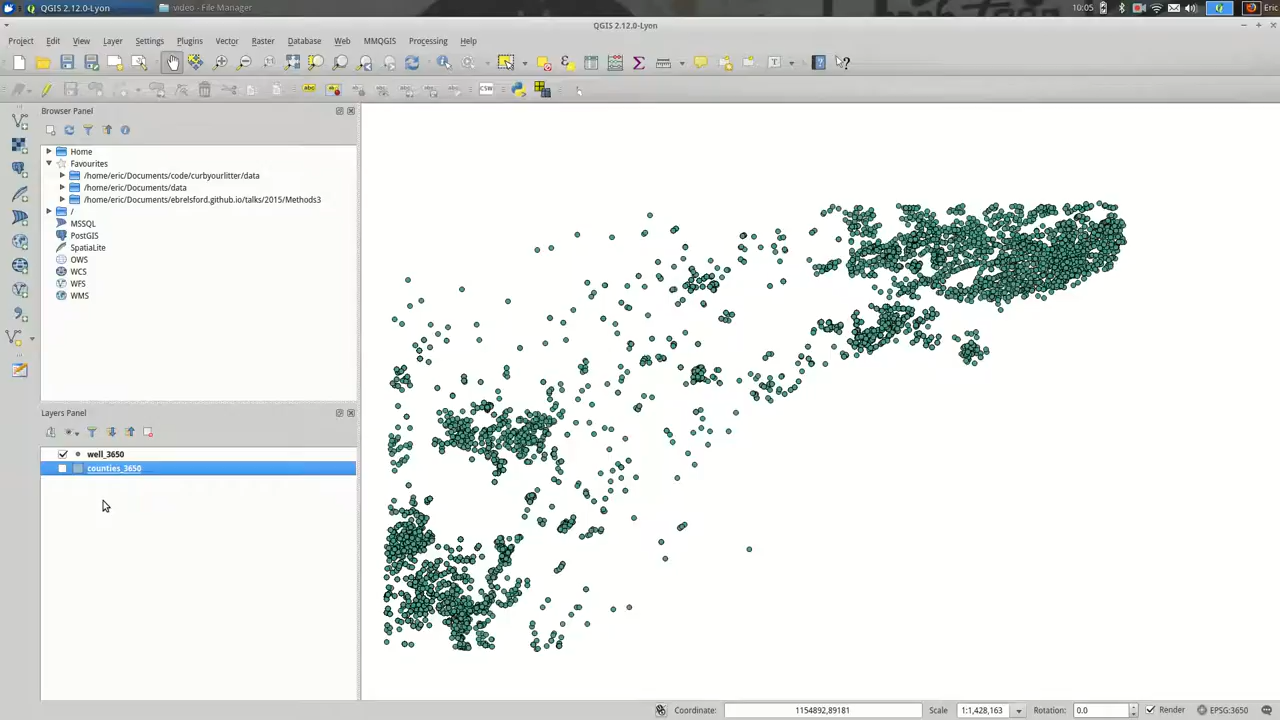 QGIS 2.12.0-Lyon
video - File Manager
10:05
Eric
QGIS 2.12.0-Lyon
Project Edit View Layer Settings Plugins Vector Raster Database Web MMQGIS Processing Help
Browser Panel
Home
Favourites
/home/eric/Documents/code/curbyourlitter/data
/home/eric/Documents/data
/home/eric/Documents/ebrelsford.github.io/talks/2015/Methods3
/
MSSQL
PostGIS
SpatiaLite
OWS
WCS
WFS
WMS
Layers Panel
well_3650
counties_3650
Coordinate: 1154892,89181 Scale 1:1,428,163 Rotation: 0.0 Render EPSG:3650